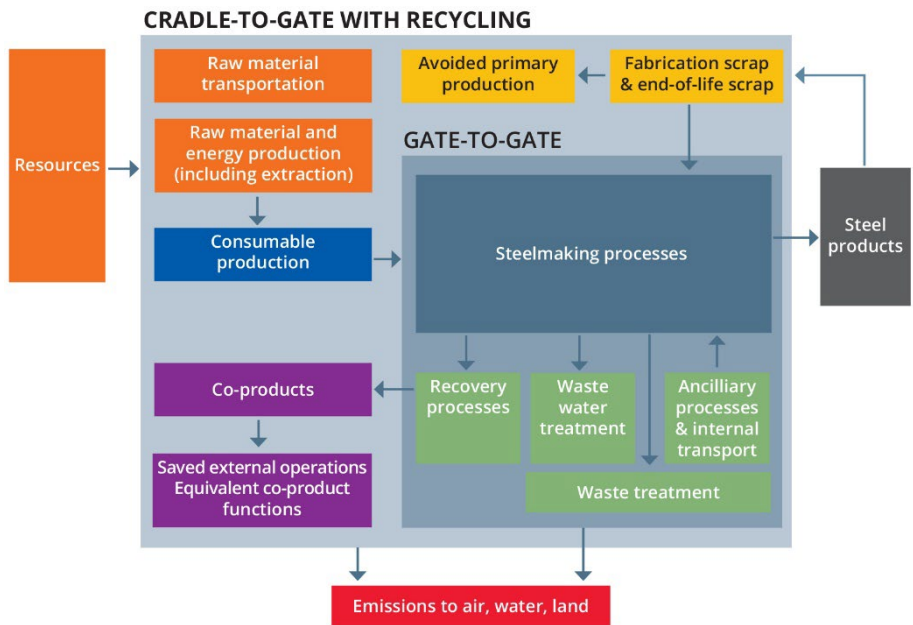 CRADLE-TO-GATE WITH RECYCLING
Resources
Raw material
transportation
Raw material and
energy production
(including extraction)
Consumable
production
Avoided primary
production
Fabrication scrap
& end-of-life scrap
GATE-TO-GATE
Steelmaking processes
Steel
products
Co-products
Saved external operations
Equivalent co-product
functions
Recovery
processes
Waste
water
treatment
Ancilliary
processes
& internal
transport
Waste treatment
Emissions to air, water, land